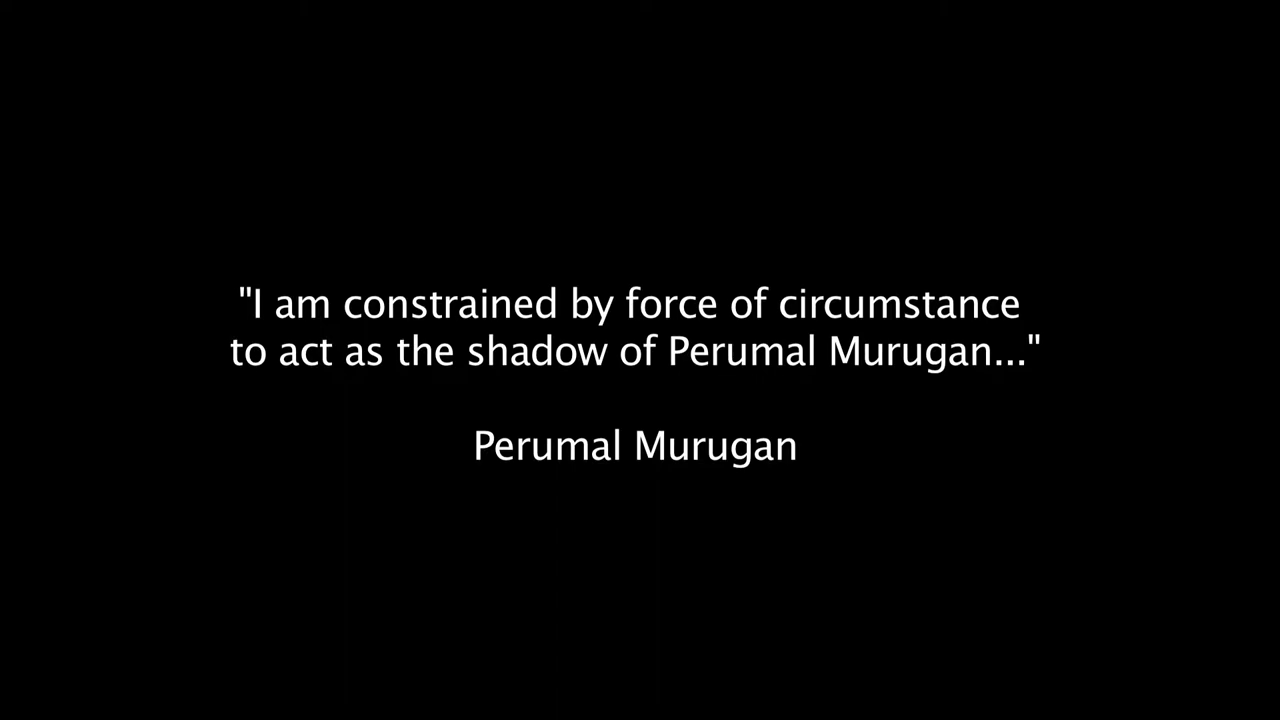 "I am constrained by force of circumstance
to act as the shadow of Perumal Murugan..."
Perumal Murugan